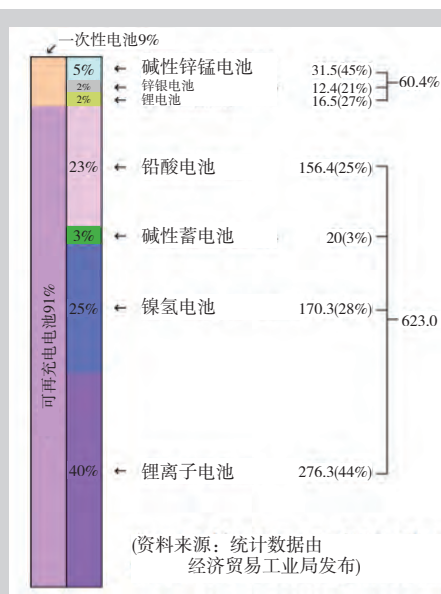 一次性电池9%
5% ← 碱性锌锰电池 31.5(45%)
2% ← 锌银电池 12.4(21%) 60.4%
2% ← 锂电池 16.5(27%)
23% ← 铅酸电池 156.4(25%)
3% ← 碱性蓄电池 20(3%)
可再充电电池91%
25% ← 镍氢电池 170.3(28%)
623.0
40% ← 锂离子电池 276.3(44%)
(资料来源：统计数据由
经济贸易工业局发布)